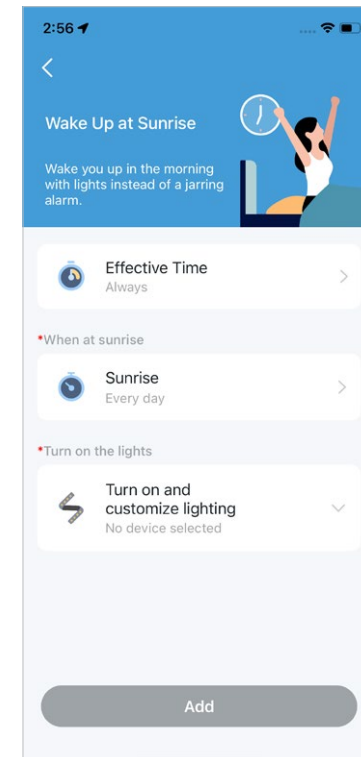 2:56
Wake Up at Sunrise
Wake you up in the morning
with lights instead of a jarring
alarm.
Effective Time
Always
*When at sunrise
Sunrise
Every day
*Turn on the lights
Turn on and
customize lighting
No device selected
Add